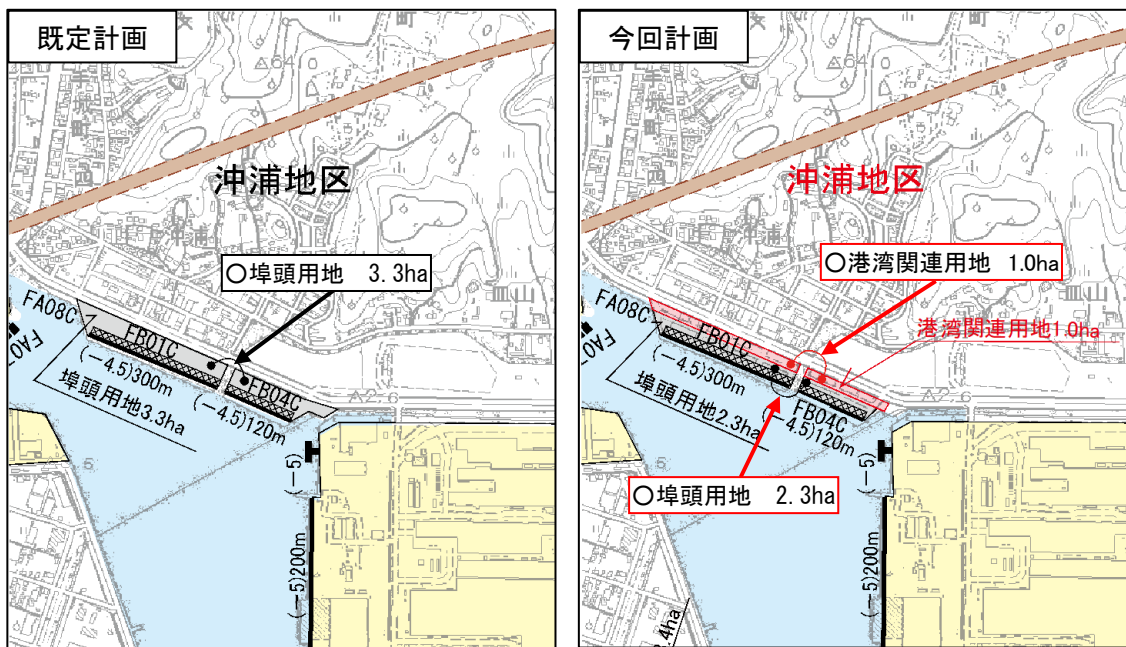 既定計画
沖浦地区
沖浦
○埠頭用地 3.3ha
FA08C
FB01C
FB04C
(-4.5)300m
(-4.5)120m
埠頭用地3.3ha
(-5)
(-5)200m
今回計画
沖浦地区
沖浦
○港湾関連用地 1.0ha
港湾関連用地1.0ha
FA08C
FB01C
FB04C
(-4.5)300m
(-4.5)120m
埠頭用地2.3ha
○埠頭用地 2.3ha
(-5)
(-5)200m